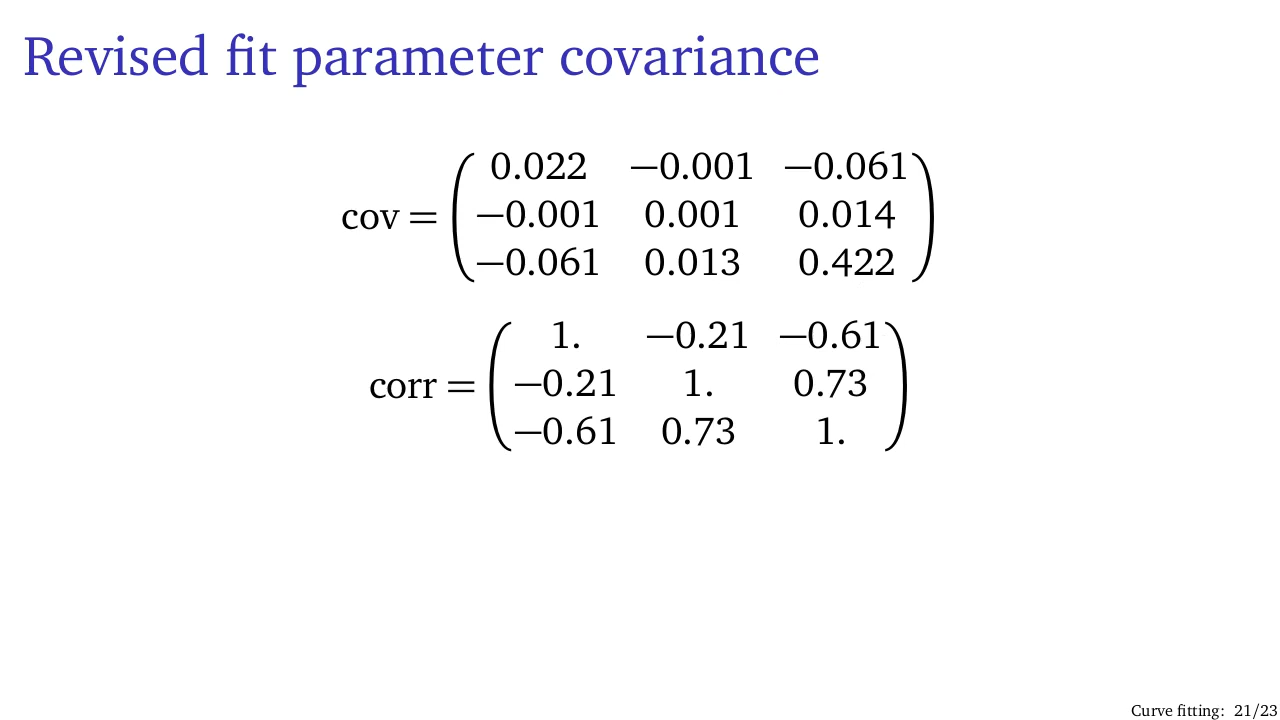 Revised fit parameter covariance
0.022 −0.001 −0.061
cov = −0.001 0.001 0.014
−0.061 0.013 0.422
1. −0.21 −0.61
corr = −0.21 1. 0.73
−0.61 0.73 1.
Curve fitting: 21/23